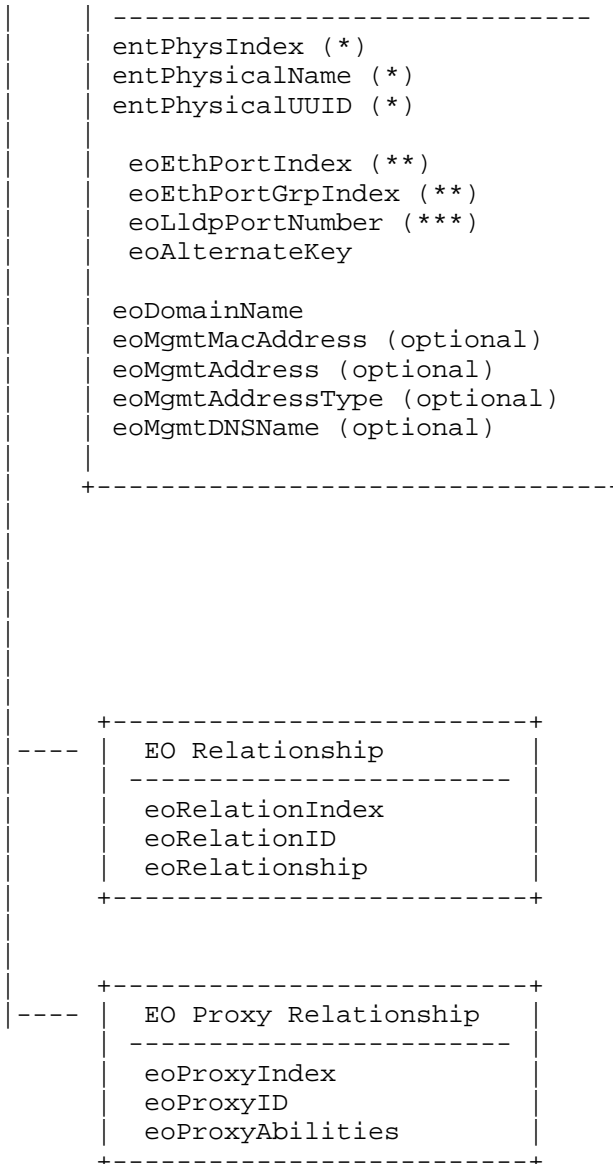 entPhysIndex (*)
entPhysicalName (*)
entPhysicalUUID (*)
eoEthPortIndex (**)
eoEthPortGrpIndex (**)
eoLldpPortNumber (***)
eoAlternateKey
eoDomainName
eoMgmtMacAddress (optional)
eoMgmtAddress (optional)
eoMgmtAddressType (optional)
eoMgmtDNSName (optional)
EO Relationship
eoRelationIndex
eoRelationID
eoRelationship
EO Proxy Relationship
eoProxyIndex
eoProxyID
eoProxyAbilities